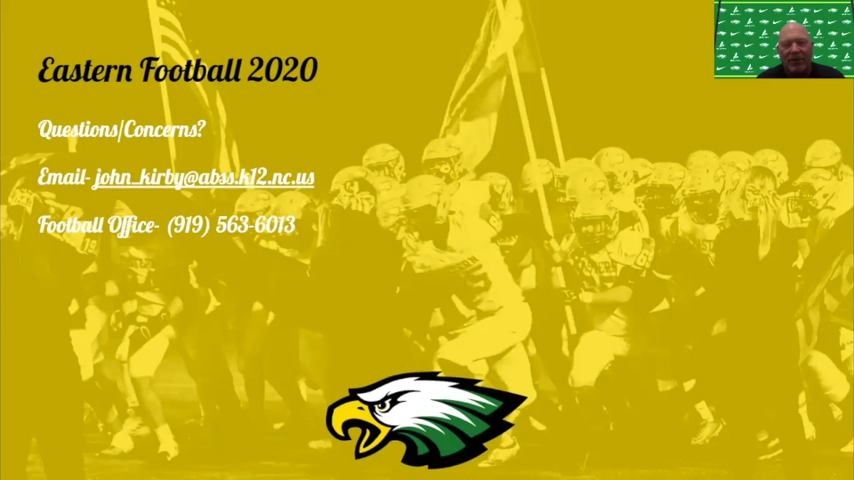 Eastern Football 2020
Questions/Concerns?
Email- john_kirby@abss.k12.nc.us
Football Office- (919) 563-6013